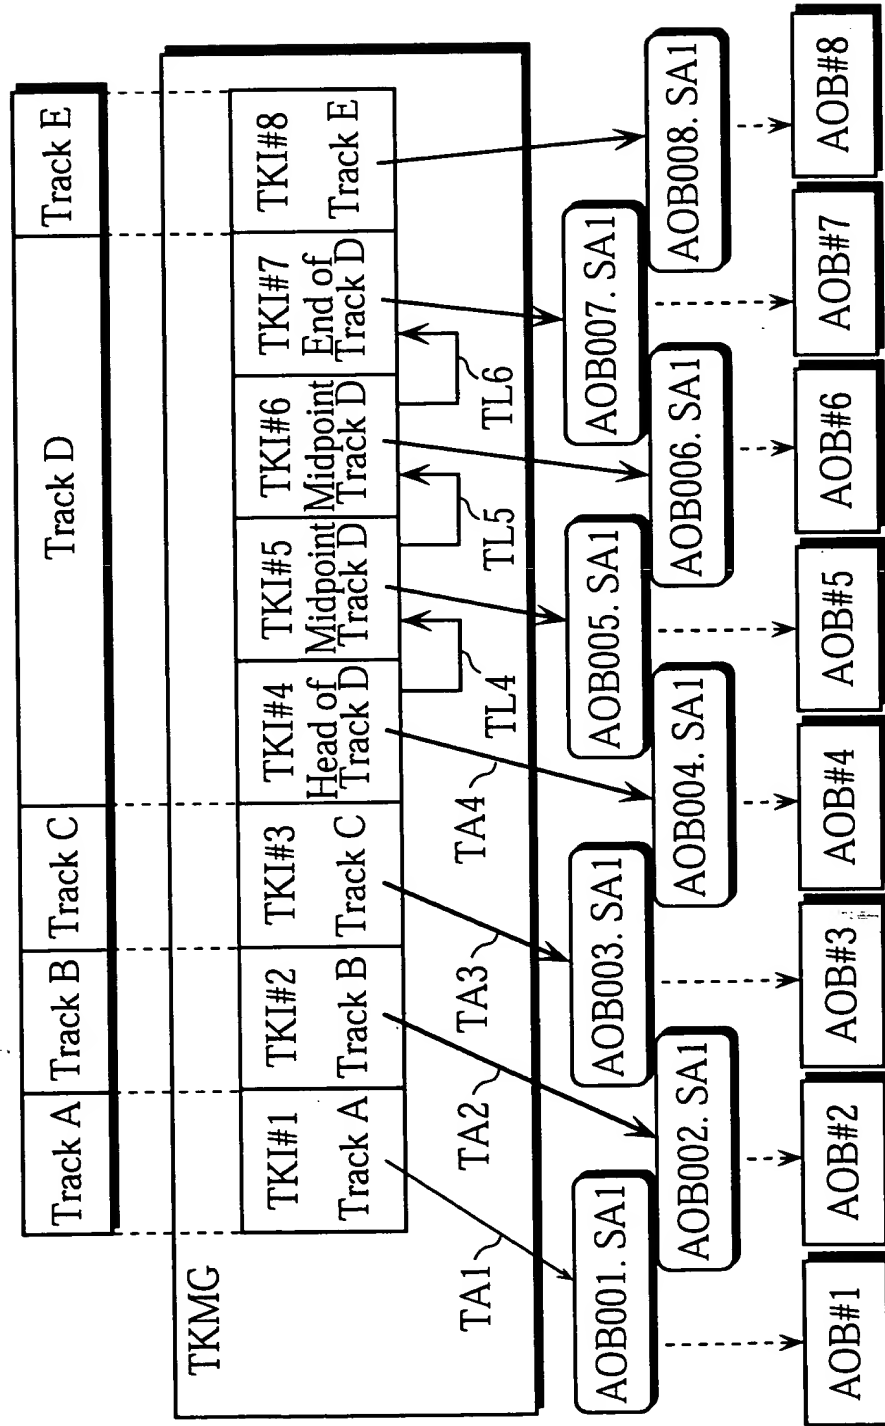 Track A
Track B
Track C
Track D
Track E
TKMG
TKI#1
Track A
TKI#2
Track B
TKI#3
Track C
TKI#4
Head of
Track D
TKI#5
Midpoint
Track D
TKI#6
Midpoint
Track D
TKI#7
End of
Track D
TKI#8
Track E
TL4
TL5
TL6
TA1
TA2
TA3
TA4
AOB001. SA1
AOB003. SA1
AOB005. SA1
AOB007. SA1
AOB002. SA1
AOB004. SA1
AOB006. SA1
AOB008. SA1
AOB#1
AOB#2
AOB#3
AOB#4
AOB#5
AOB#6
AOB#7
AOB#8